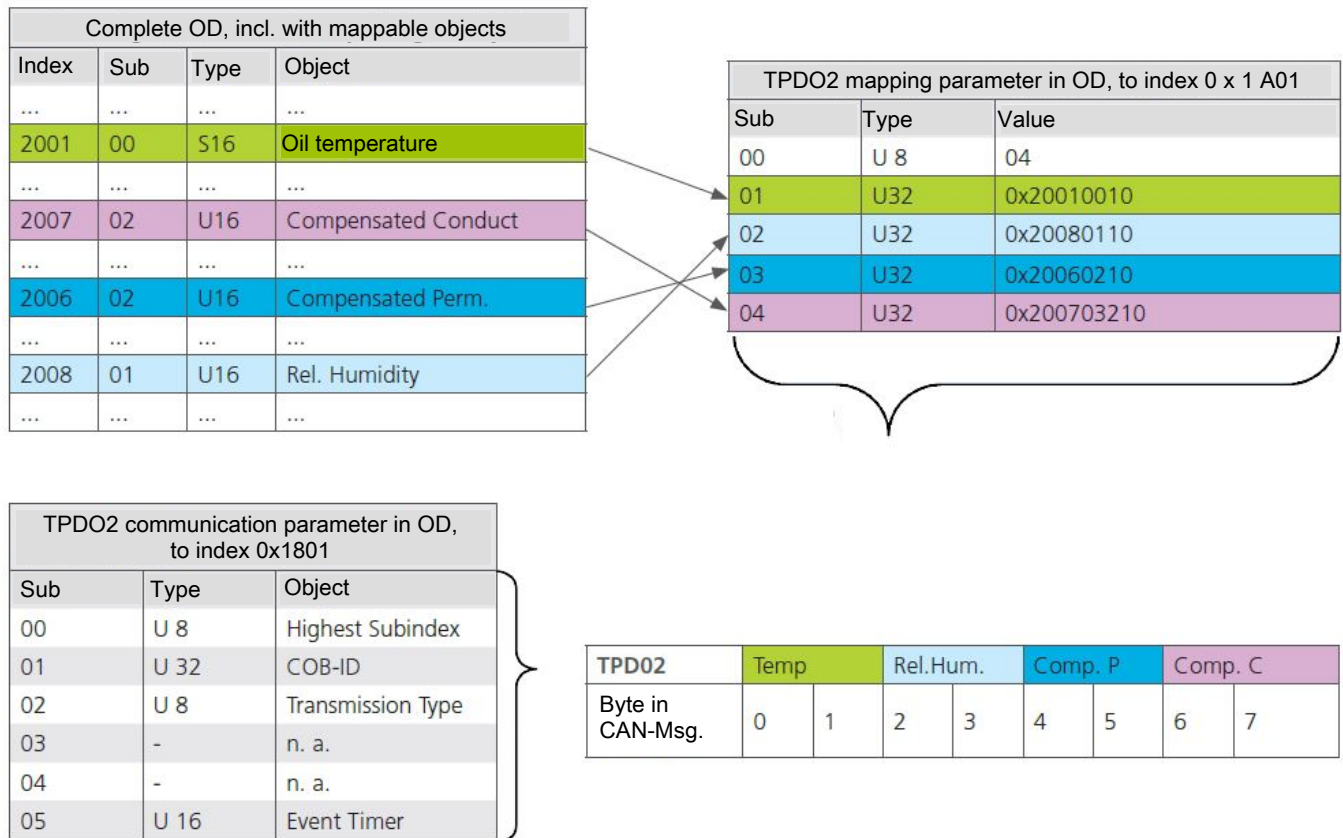 Complete OD, incl. with mappable objects
Index Sub Type Object
... ... ... ...
2001 00 S16 Oil temperature
... ... ... ...
2007 02 U16 Compensated Conduct
... ... ... ...
2006 02 U16 Compensated Perm.
... ... ... ...
2008 01 U16 Rel. Humidity
... ... ... ...
TPDO2 mapping parameter in OD, to index 0 x 1 A01
Sub Type Value
00 U 8 04
01 U32 0x20010010
02 U32 0x20080110
03 U32 0x20060210
04 U32 0x200703210
TPDO2 communication parameter in OD,
to index 0x1801
Sub Type Object
00 U 8 Highest Subindex
01 U 32 COB-ID
02 U 8 Transmission Type
03 - n. a.
04 - n. a.
05 U 16 Event Timer
TPD02 Temp Rel.Hum. Comp. P Comp. C
Byte in
CAN-Msg.
0 1 2 3 4 5 6 7